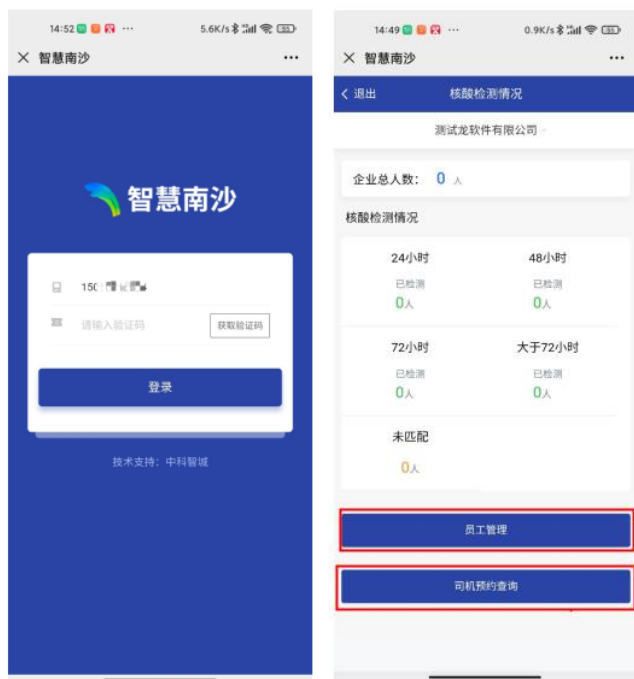 14:52 ··· 5.6K/s 55
智慧南沙 ···
智慧南沙
150
请输入验证码 获取验证码
登录
技术支持：中科智城
14:49 ··· 0.9K/s 55
智慧南沙 ···
退出 核酸检测情况
测试龙软件有限公司
企业总人数： 0 人
核酸检测情况
24小时 48小时
已检测 已检测
0人 0人
72小时 大于72小时
已检测 已检测
0人 0人
未匹配
0人
员工管理
司机预约查询